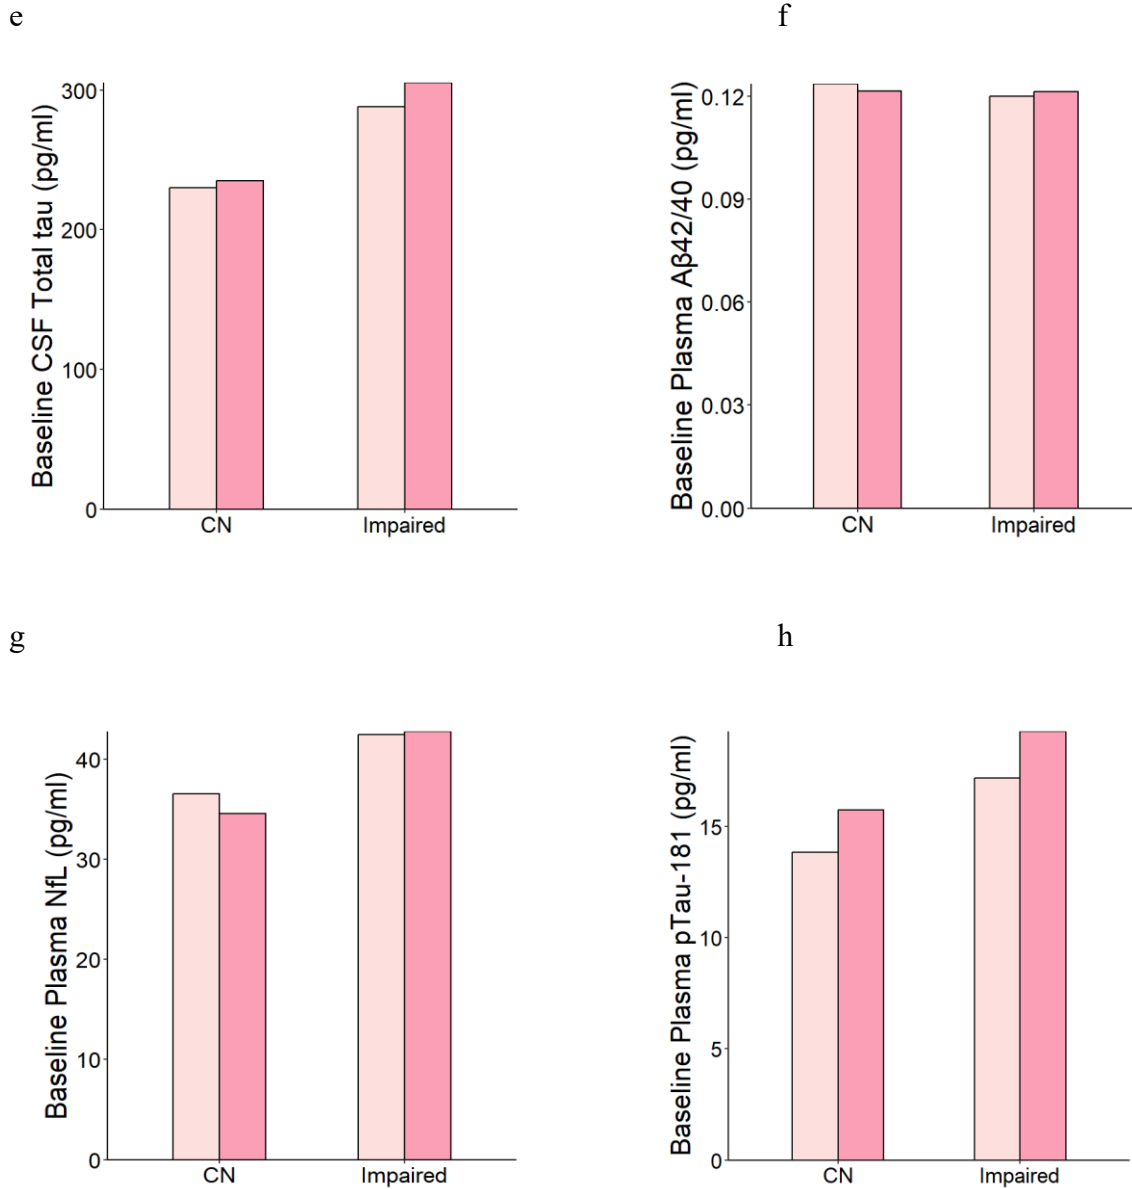 e
Baseline CSF Total tau (pg/ml)
300
200
100
0
CN
Impaired
f
Baseline Plasma Aβ42/40 (pg/ml)
0.12
0.09
0.06
0.03
0.00
CN
Impaired
g
Baseline Plasma NfL (pg/ml)
40
30
20
10
0
CN
Impaired
h
Baseline Plasma pTau-181 (pg/ml)
15
10
5
0
CN
Impaired